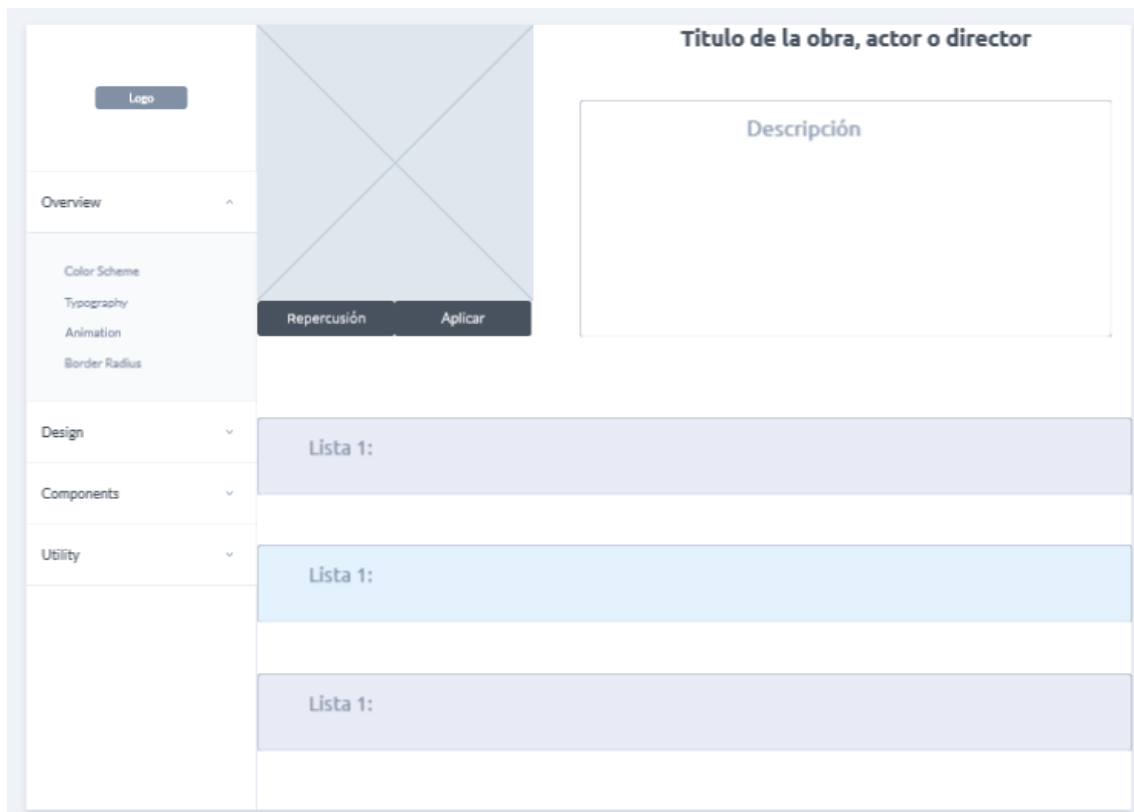 Logo
Overview
Color Scheme
Typography
Animation
Border Radius
Design
Components
Utility
Titulo de la obra, actor o director
Descripción
Repercusión
Aplicar
Lista 1:
Lista 1:
Lista 1: